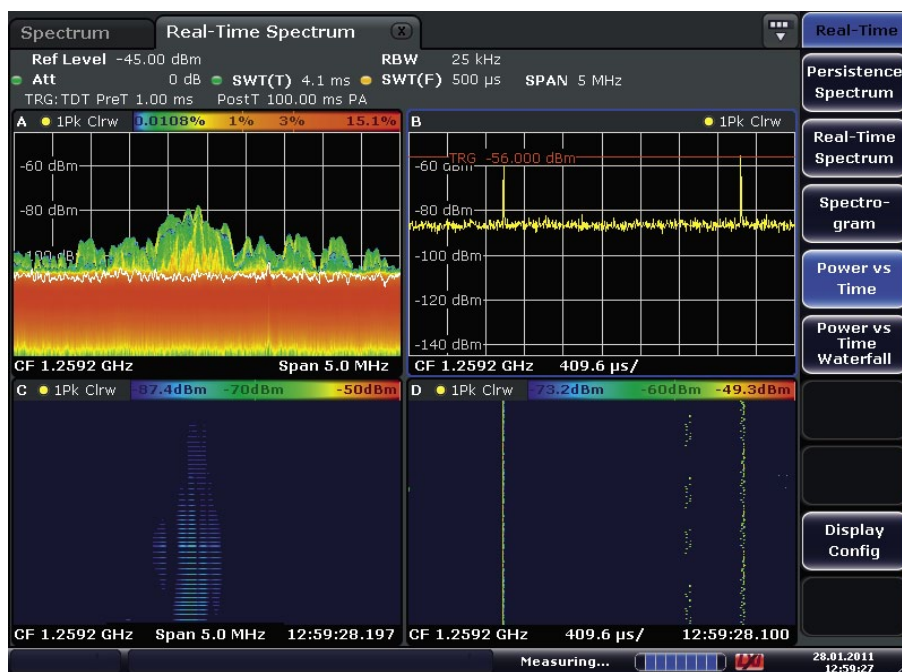 Spectrum
Real-Time Spectrum
X
Real-Time
Ref Level -45.00 dBm RBW 25 kHz
Att 0 dB SWT(T) 4.1 ms SWT(F) 500 µs SPAN 5 MHz
TRG:TDT PreT 1.00 ms PostT 100.00 ms PA
A 1Pk Clrw 0.0108% 1% 3% 15.1%
-60 dBm
-80 dBm
-100 dBm
CF 1.2592 GHz Span 5.0 MHz
B 1Pk Clrw
TRG -56.000 dBm
-60 dBm
-80 dBm
-100 dBm
-120 dBm
-140 dBm
CF 1.2592 GHz 409.6 µs/
C 1Pk Clrw -87.4dBm -70dBm -50dBm
CF 1.2592 GHz Span 5.0 MHz 12:59:28.197
D 1Pk Clrw -73.2dBm -60dBm -49.3dBm
CF 1.2592 GHz 409.6 µs/ 12:59:28.100
Persistence
Spectrum
Real-Time
Spectrum
Spectro-
gram
Power vs
Time
Power vs
Time
Waterfall
Display
Config
Measuring...
LXI
28.01.2011
12:59:27